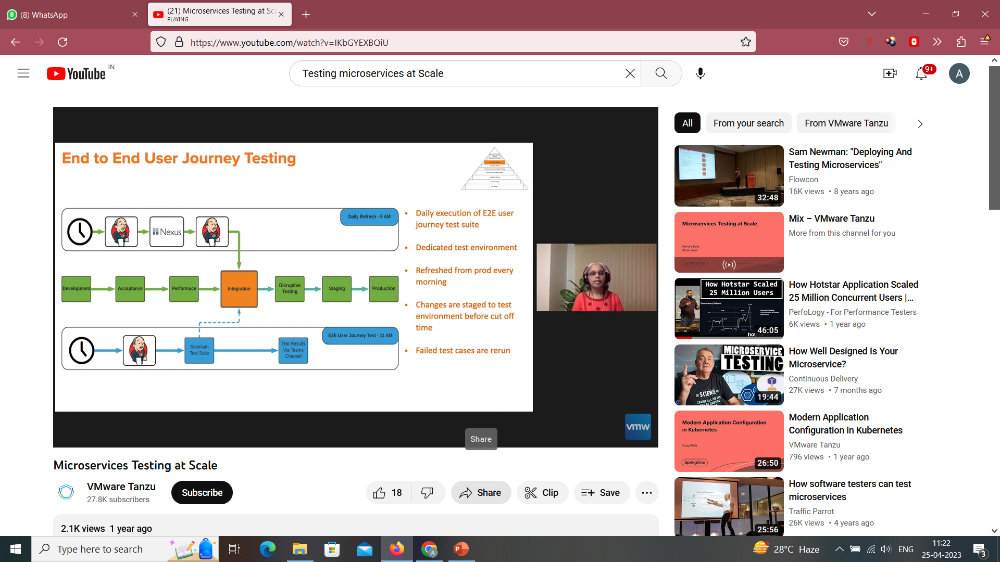 (8) WhatsApp
(21) Microservices Testing at Sca
PLAYING
https://www.youtube.com/watch?v=IKbGYEXBQiU
YouTube IN
Testing microservices at Scale
9+
A
End to End User Journey Testing
Daily Refresh - 5 AM
Nexus
Development
Acceptance
Performace
Integration
Disruptive
Testing
Staging
Production
E2E User Journey Test - 11 AM
Selenium
Test Suite
Test Results
Via Teams
Channel
• Daily execution of E2E user
journey test suite
• Dedicated test environment
• Refreshed from prod every
morning
• Changes are staged to test
environment before cut off
time
• Failed test cases are rerun
vmw
Share
Microservices Testing at Scale
VMware Tanzu
27.8K subscribers
Subscribe
18
Share
Clip
Save
2.1K views 1 year ago
All
From your search
From VMware Tanzu
32:48
Sam Newman: "Deploying And
Testing Microservices"
Flowcon
16K views • 8 years ago
Microservices Testing at Scale
Kishore Kota
Sindhu Nair
SpringOne
Mix – VMware Tanzu
More from this channel for you
How Hotstar Scaled
25 Million Users
46:05
How Hotstar Application Scaled
25 Million Concurrent Users |...
PerfoLogy - For Performance Testers
6K views • 1 year ago
MICROSERVICE
TESTING
19:44
How Well Designed Is Your
Microservice?
Continuous Delivery
27K views • 7 months ago
Modern Application Configuration
in Kubernetes
Craig Walls
SpringOne
26:50
Modern Application
Configuration in Kubernetes
VMware Tanzu
796 views • 1 year ago
25:56
How software testers can test
microservices
Traffic Parrot
26K views • 4 years ago
Type here to search
28°C Haze
ENG
11:22
25-04-2023
3